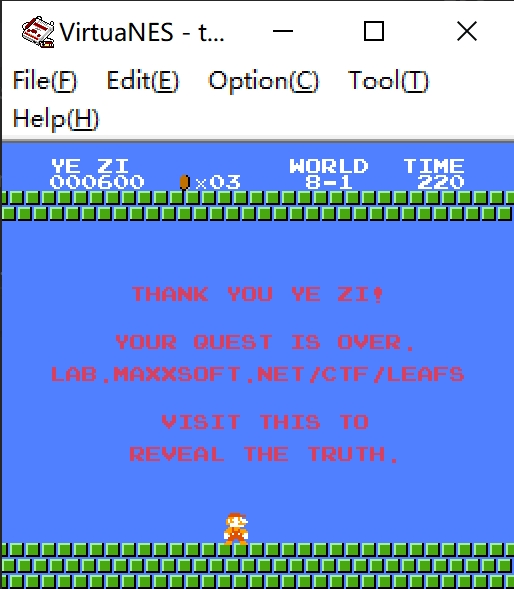 VirtuaNES - t...
File(F) Edit(E) Option(C) Tool(T)
Help(H)
YE ZI WORLD TIME
000600 ×03 8-1 220
THANK YOU YE ZI!
YOUR QUEST IS OVER.
LAB.MAXXSOFT.NET/CTF/LEAFS
VISIT THIS TO
REVEAL THE TRUTH.